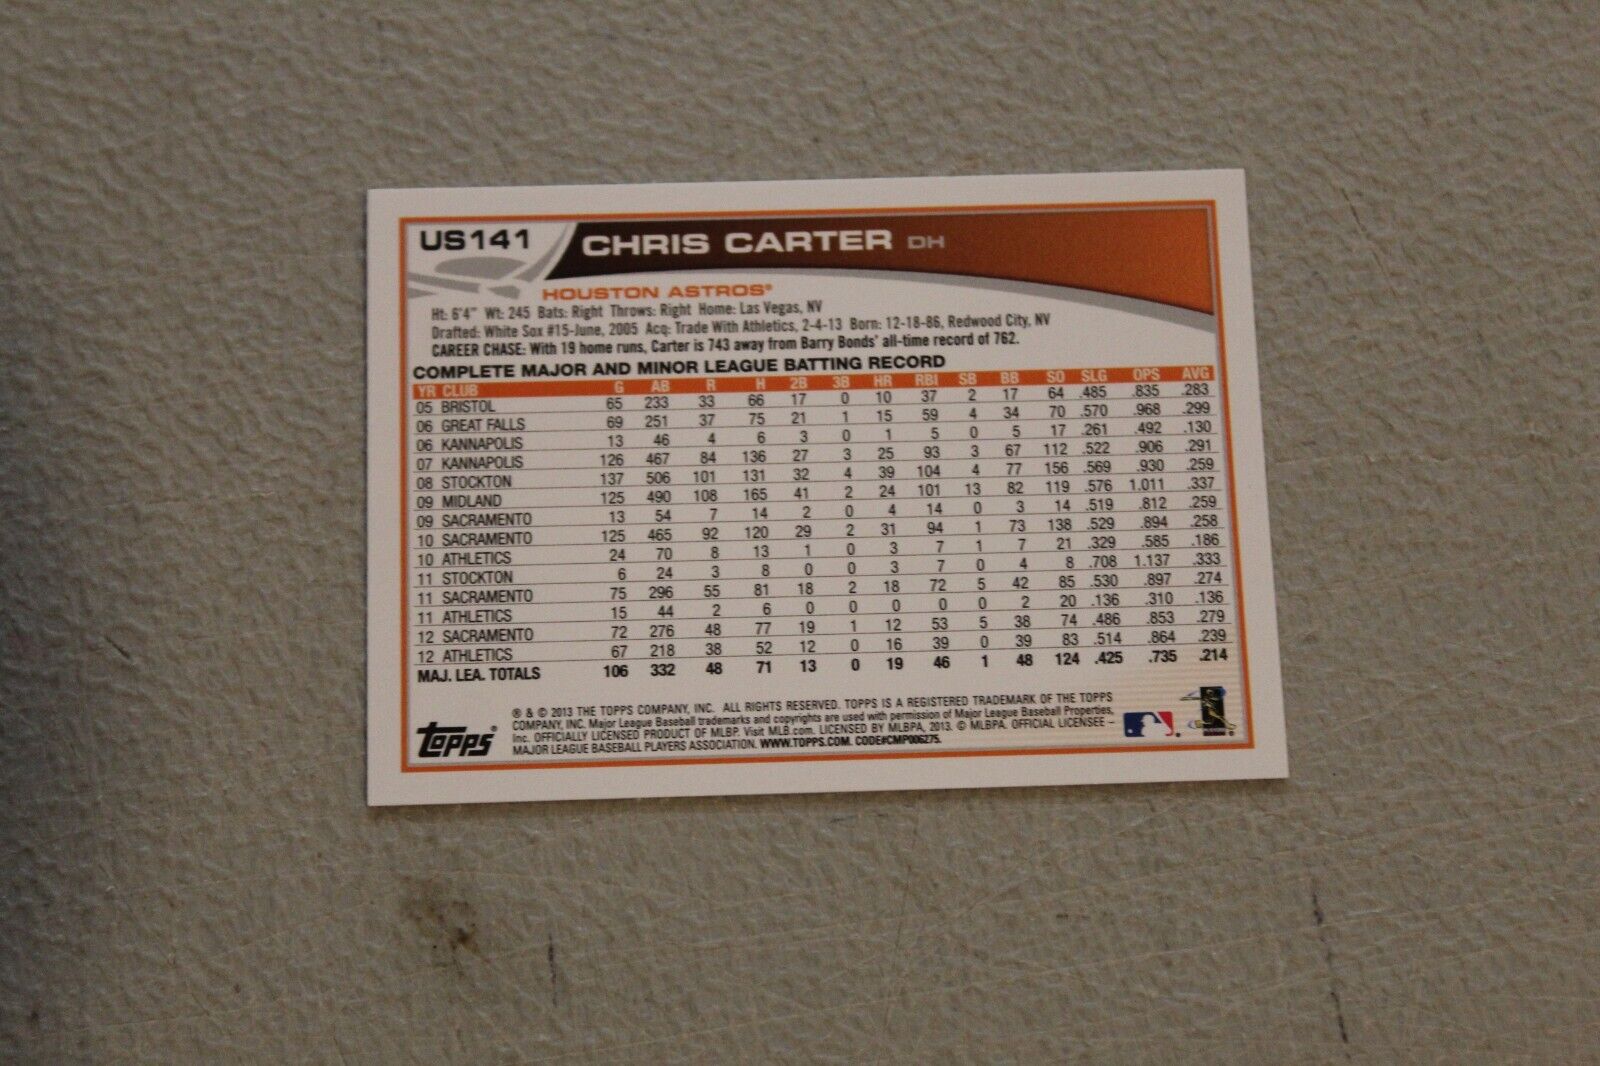 US141
CHRIS CARTER DH
HOUSTON ASTROS®
Ht: 6'4" Wt: 245 Bats: Right Throws: Right Home: Las Vegas, NV
Drafted: White Sox #15-June, 2005 Acq: Trade With Athletics, 2-4-13 Born: 12-18-86, Redwood City, NV
CAREER CHASE: With 19 home runs, Carter is 743 away from Barry Bonds' all-time record of 762.
COMPLETE MAJOR AND MINOR LEAGUE BATTING RECORD
YR CLUB G AB R H 2B 3B HR RBI SB BB SO SLG OPS AVG
05 BRISTOL 65 233 33 66 17 0 10 37 2 17 64 .485 .835 .283
06 GREAT FALLS 69 251 37 75 21 1 15 59 4 34 70 .570 .968 .299
06 KANNAPOLIS 13 46 4 6 3 0 1 5 0 5 17 .261 .492 .130
07 KANNAPOLIS 126 467 84 136 27 3 25 93 3 67 112 .522 .906 .291
08 STOCKTON 137 506 101 131 32 4 39 104 4 77 156 .569 .930 .259
09 MIDLAND 125 490 108 165 41 2 24 101 13 82 119 .576 1.011 .337
09 SACRAMENTO 13 54 7 14 2 0 4 14 0 3 14 .519 .812 .259
10 SACRAMENTO 125 465 92 120 29 2 31 94 1 73 138 .529 .894 .258
10 ATHLETICS 24 70 8 13 1 0 3 7 1 7 21 .329 .585 .186
11 STOCKTON 6 24 3 8 0 0 3 7 0 4 8 .708 1.137 .333
11 SACRAMENTO 75 296 55 81 18 2 18 72 5 42 85 .530 .897 .274
11 ATHLETICS 15 44 2 6 0 0 0 0 0 2 20 .136 .310 .136
12 SACRAMENTO 72 276 48 77 19 1 12 53 5 38 74 .486 .853 .279
12 ATHLETICS 67 218 38 52 12 0 16 39 0 39 83 .514 .864 .239
MAJ. LEA. TOTALS 106 332 48 71 13 0 19 46 1 48 124 .425 .735 .214
® & © 2013 THE TOPPS COMPANY, INC. ALL RIGHTS RESERVED. TOPPS IS A REGISTERED TRADEMARK OF THE TOPPS
COMPANY, INC. Major League Baseball trademarks and copyrights are used with permission of Major League Baseball Properties,
Inc. OFFICIALLY LICENSED PRODUCT OF MLBP. Visit MLB.com. LICENSED BY MLBPA, 2013. © MLBPA. OFFICIAL LICENSEE –
MAJOR LEAGUE BASEBALL PLAYERS ASSOCIATION. WWW.TOPPS.COM. CODE#CMP006275.
topps®